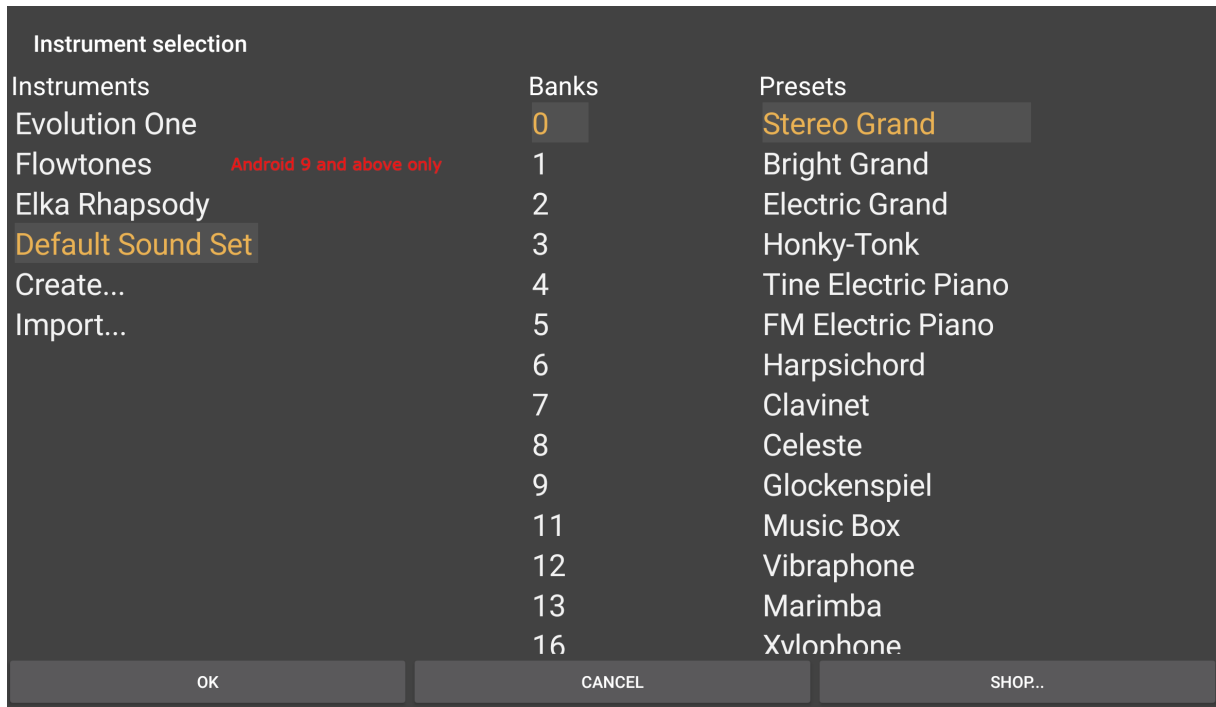 Instrument selection
Instruments
Evolution One
Flowtones
Android 9 and above only
Elka Rhapsody
Default Sound Set
Create...
Import...
Banks
0
1
2
3
4
5
6
7
8
9
11
12
13
16
Presets
Stereo Grand
Bright Grand
Electric Grand
Honky-Tonk
Tine Electric Piano
FM Electric Piano
Harpsichord
Clavinet
Celeste
Glockenspiel
Music Box
Vibraphone
Marimba
Xylophone
OK
CANCEL
SHOP...